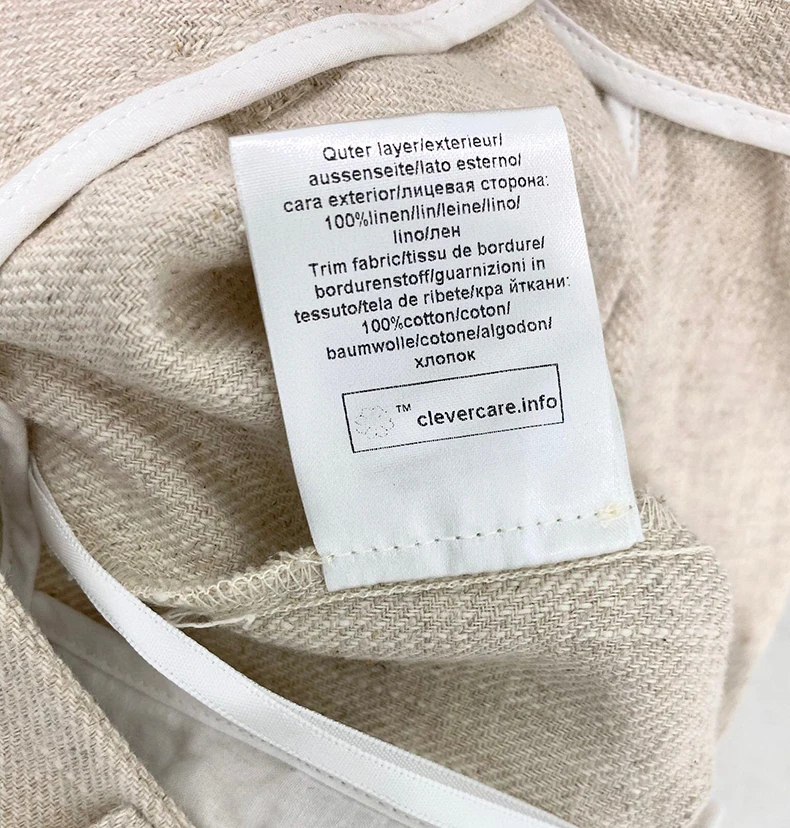 Quter layer/exterieur/
aussenseite/lato esterno/
cara exterior/лицевая сторона:
100%linen/lin/leine/lino/
lino/лен
Trim fabric/tissu de bordure/
bordurenstoff/guarnizioni in
tessuto/tela de ribete/кра йткани:
100%cotton/coton/
baumwolle/cotone/algodon/
хлопок
™ clevercare.info